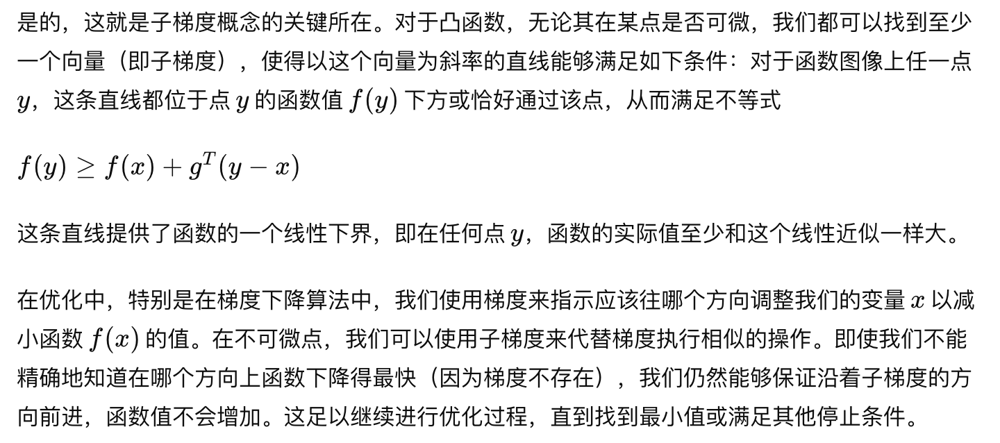 是的，这就是子梯度概念的关键所在。对于凸函数，无论其在某点是否可微，我们都可以找到至少
一个向量（即子梯度），使得以这个向量为斜率的直线能够满足如下条件：对于函数图像上任一点
y，这条直线都位于点 y 的函数值 f(y) 下方或恰好通过该点，从而满足不等式
f(y) ≥ f(x) + g^T(y − x)
这条直线提供了函数的一个线性下界，即在任何点 y，函数的实际值至少和这个线性近似一样大。
在优化中，特别是在梯度下降算法中，我们使用梯度来指示应该往哪个方向调整我们的变量 x 以减
小函数 f(x) 的值。在不可微点，我们可以使用子梯度来代替梯度执行相似的操作。即使我们不能
精确地知道在哪个方向上函数下降得最快（因为梯度不存在），我们仍然能够保证沿着子梯度的方
向前进，函数值不会增加。这足以继续进行优化过程，直到找到最小值或满足其他停止条件。